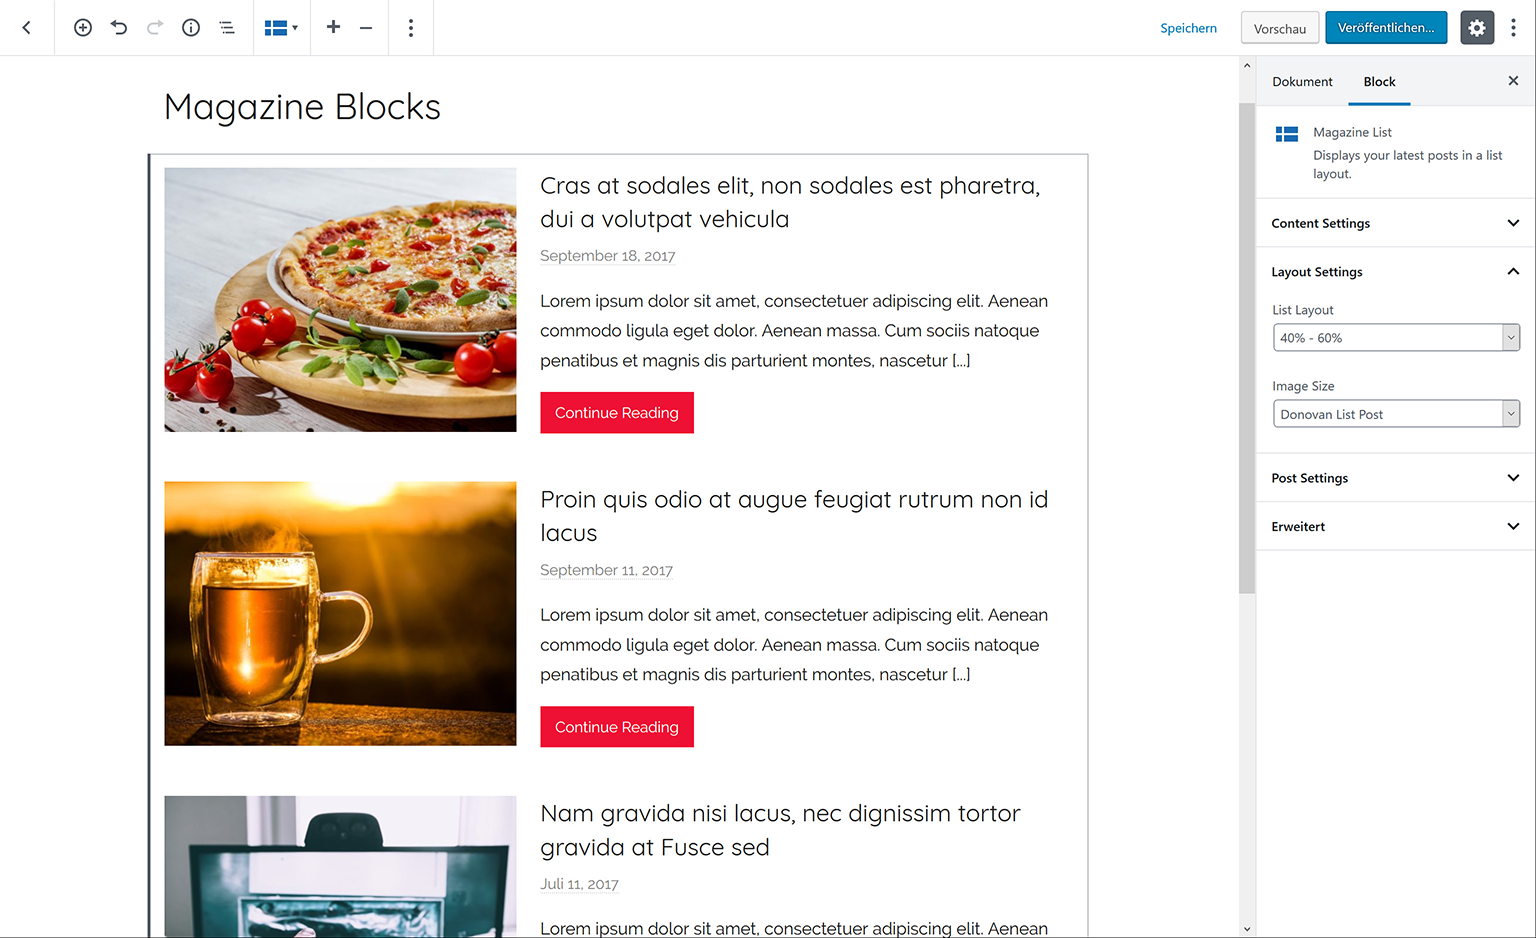 Speichern
Vorschau
Veröffentlichen...
Magazine Blocks
Cras at sodales elit, non sodales est pharetra,
dui a volutpat vehicula
September 18, 2017
Lorem ipsum dolor sit amet, consectetuer adipiscing elit. Aenean
commodo ligula eget dolor. Aenean massa. Cum sociis natoque
penatibus et magnis dis parturient montes, nascetur [...]
Continue Reading
Proin quis odio at augue feugiat rutrum non id
lacus
September 11, 2017
Lorem ipsum dolor sit amet, consectetuer adipiscing elit. Aenean
commodo ligula eget dolor. Aenean massa. Cum sociis natoque
penatibus et magnis dis parturient montes, nascetur [...]
Continue Reading
Nam gravida nisi lacus, nec dignissim tortor
gravida at Fusce sed
Juli 11, 2017
Lorem ipsum dolor sit amet, consectetuer adipiscing elit. Aenean
Dokument
Block
Magazine List
Displays your latest posts in a list
layout.
Content Settings
Layout Settings
List Layout
40% - 60%
Image Size
Donovan List Post
Post Settings
Erweitert